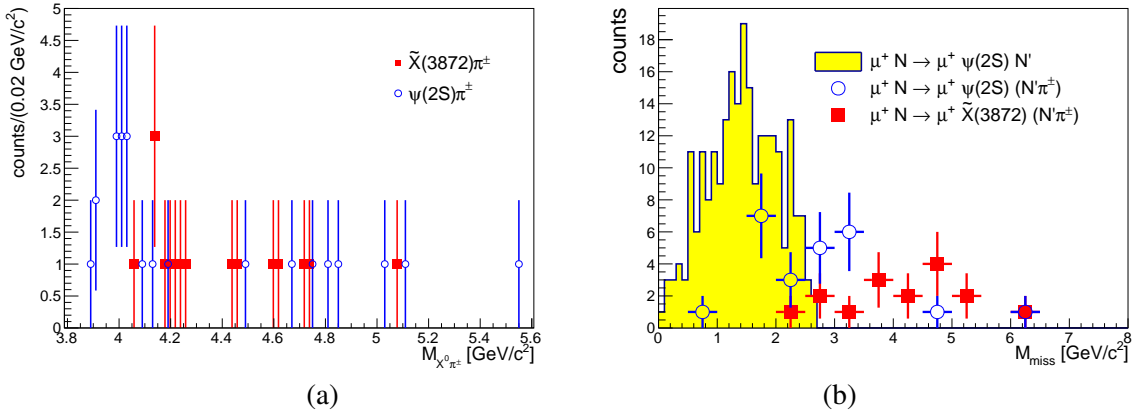 counts/(0.02 GeV/c²)
5
4.5
4
3.5
3
2.5
2
1.5
1
0.5
0
X̃(3872)π±
ψ(2S)π±
3.8 4 4.2 4.4 4.6 4.8 5 5.2 5.4 5.6
M_X⁰π± [GeV/c²]
(a)
counts
18
16
14
12
10
8
6
4
2
0
μ⁺ N → μ⁺ ψ(2S) N'
μ⁺ N → μ⁺ ψ(2S) (N'π±)
μ⁺ N → μ⁺ X̃(3872) (N'π±)
0 1 2 3 4 5 6 7 8
M_miss [GeV/c²]
(b)